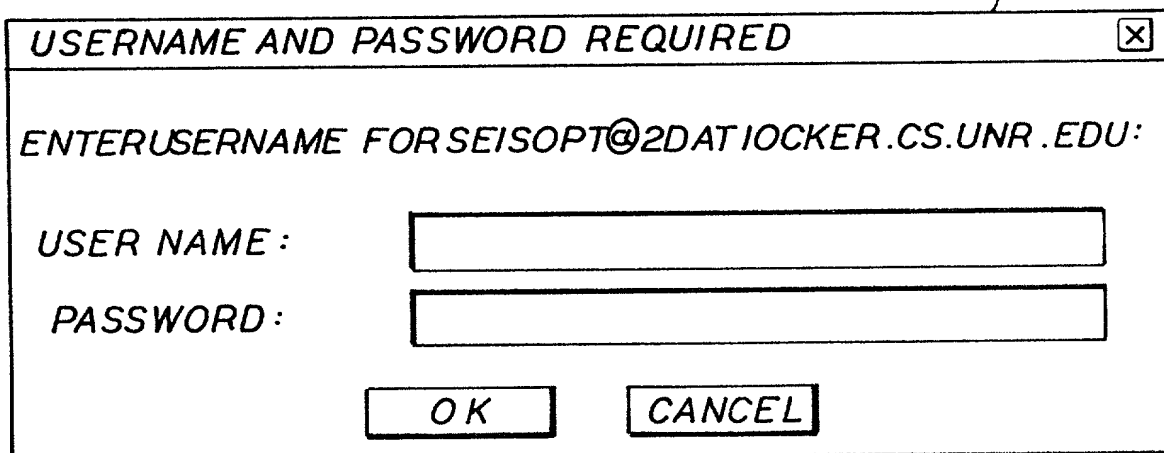 USERNAME AND PASSWORD REQUIRED
ENTERUSERNAME FORSEISOPT@2DATIOCKER.CS.UNR.EDU:
USER NAME:
PASSWORD:
OK CANCEL